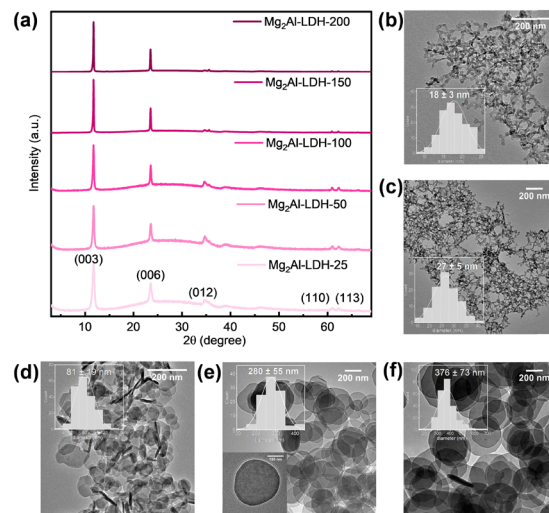 (a)
Mg₂Al-LDH-200
Mg₂Al-LDH-150
Mg₂Al-LDH-100
Mg₂Al-LDH-50
Mg₂Al-LDH-25
(003)
(006)
(012)
(110)
(113)
Intensity (a.u.)
10 20 30 40 50 60
2θ (degree)
(b)
200 nm
18 ± 3 nm
(c)
200 nm
27 ± 5 nm
(d)
200 nm
81 ± 19 nm
(e)
200 nm
280 ± 55 nm
(f)
200 nm
376 ± 73 nm
diameter (nm)